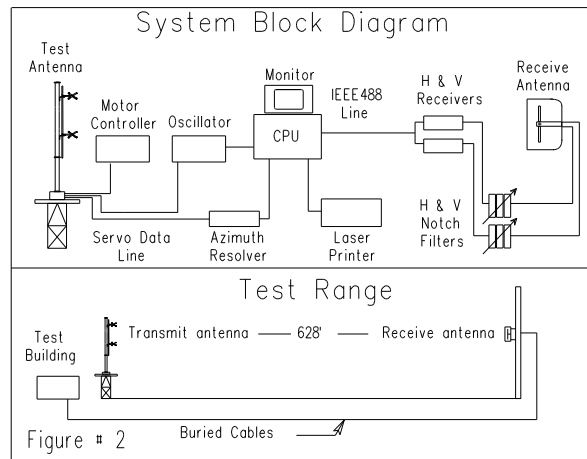 System Block Diagram
Test
Antenna
Motor
Controller
Oscillator
Monitor
CPU
IEEE488
Line
H & V
Receivers
Receive
Antenna
Servo Data
Line
Azimuth
Resolver
Laser
Printer
H & V
Notch
Filters
Test Range
Test
Building
Transmit antenna
628'
Receive antenna
Buried Cables
Figure # 2